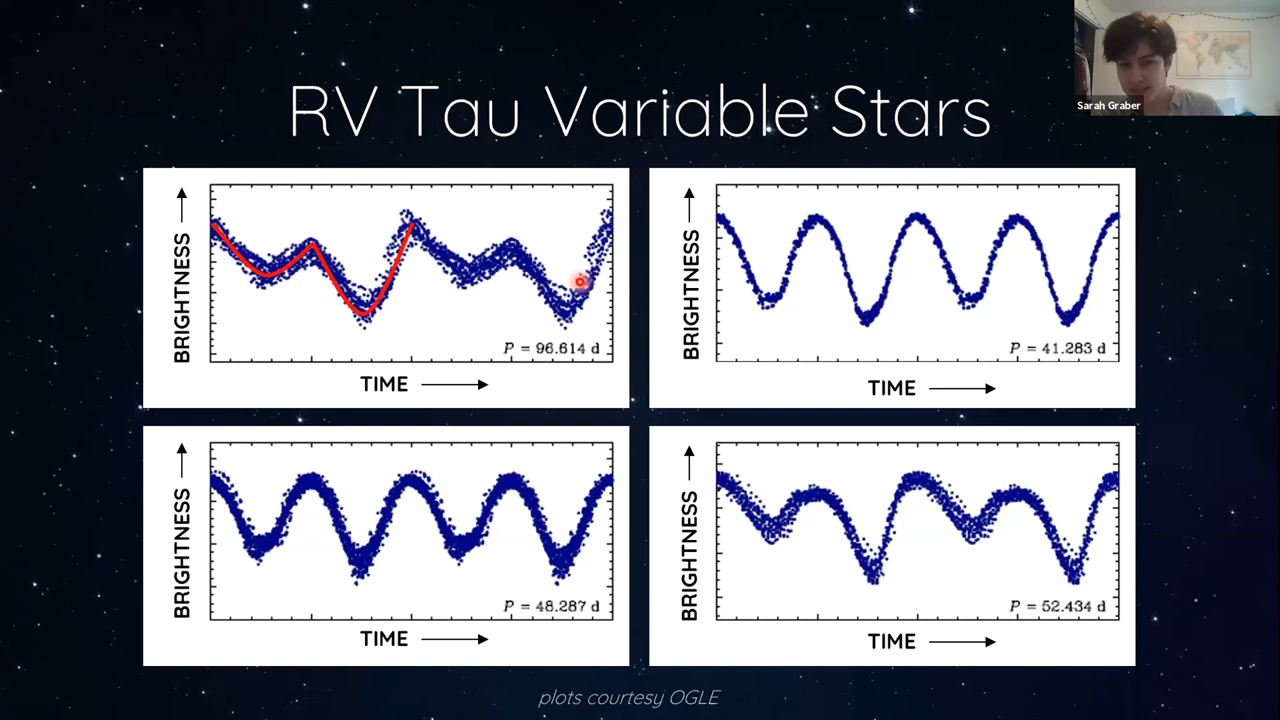 Sarah Graber
RV Tau Variable Stars
BRIGHTNESS
P = 96.614 d
TIME
BRIGHTNESS
P = 41.283 d
TIME
BRIGHTNESS
P = 48.287 d
TIME
BRIGHTNESS
P = 52.434 d
TIME
plots courtesy OGLE